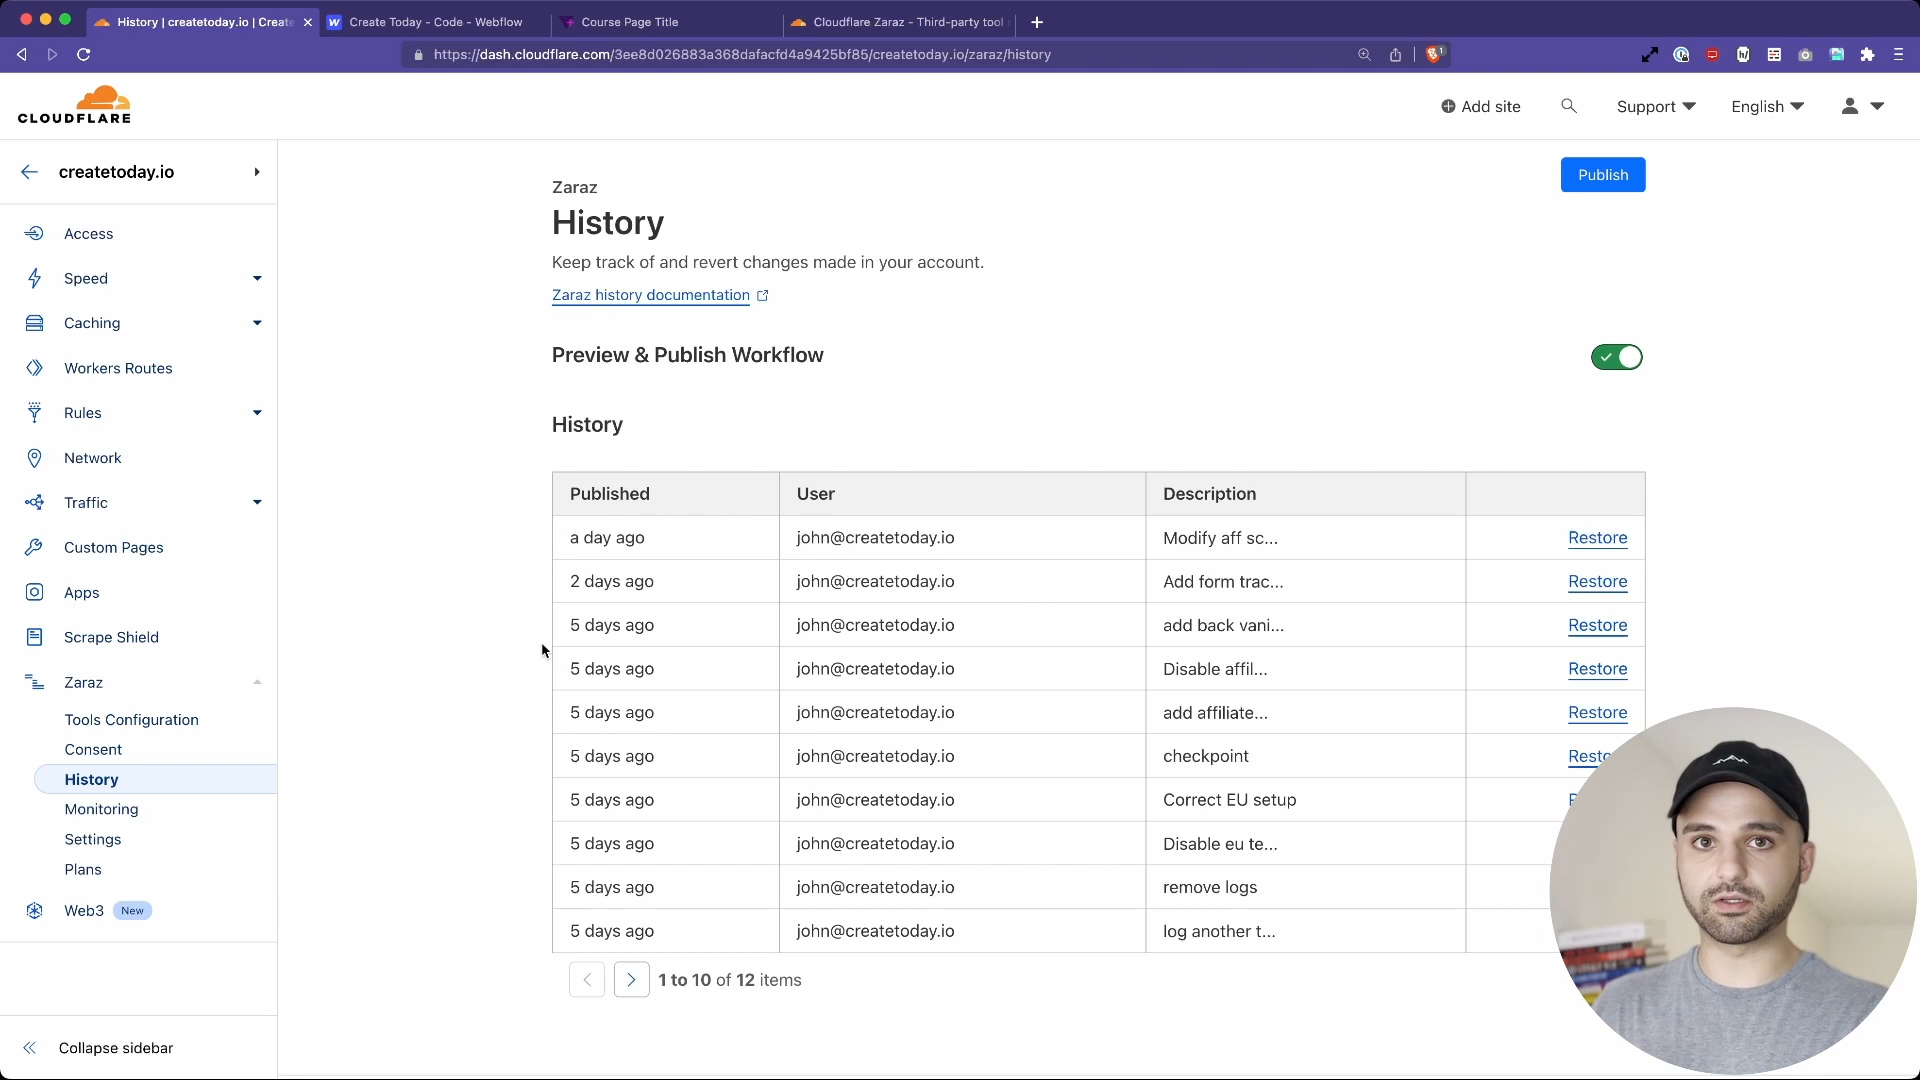 History | createtoday.io | Create
Create Today - Code - Webflow
Course Page Title
Cloudflare Zaraz - Third-party tool
https://dash.cloudflare.com/3ee8d026883a368dafacfd4a9425bf85/createtoday.io/zaraz/history
CLOUDFLARE
Add site
Support
English
createtoday.io
Access
Speed
Caching
Workers Routes
Rules
Network
Traffic
Custom Pages
Apps
Scrape Shield
Zaraz
Tools Configuration
Consent
History
Monitoring
Settings
Plans
Web3 New
Collapse sidebar
Zaraz
Publish
History
Keep track of and revert changes made in your account.
Zaraz history documentation
Preview & Publish Workflow
History
Published User Description
a day ago john@createtoday.io Modify aff sc... Restore
2 days ago john@createtoday.io Add form trac... Restore
5 days ago john@createtoday.io add back vani... Restore
5 days ago john@createtoday.io Disable affil... Restore
5 days ago john@createtoday.io add affiliate... Restore
5 days ago john@createtoday.io checkpoint Resto
5 days ago john@createtoday.io Correct EU setup
5 days ago john@createtoday.io Disable eu te...
5 days ago john@createtoday.io remove logs
5 days ago john@createtoday.io log another t...
1 to 10 of 12 items